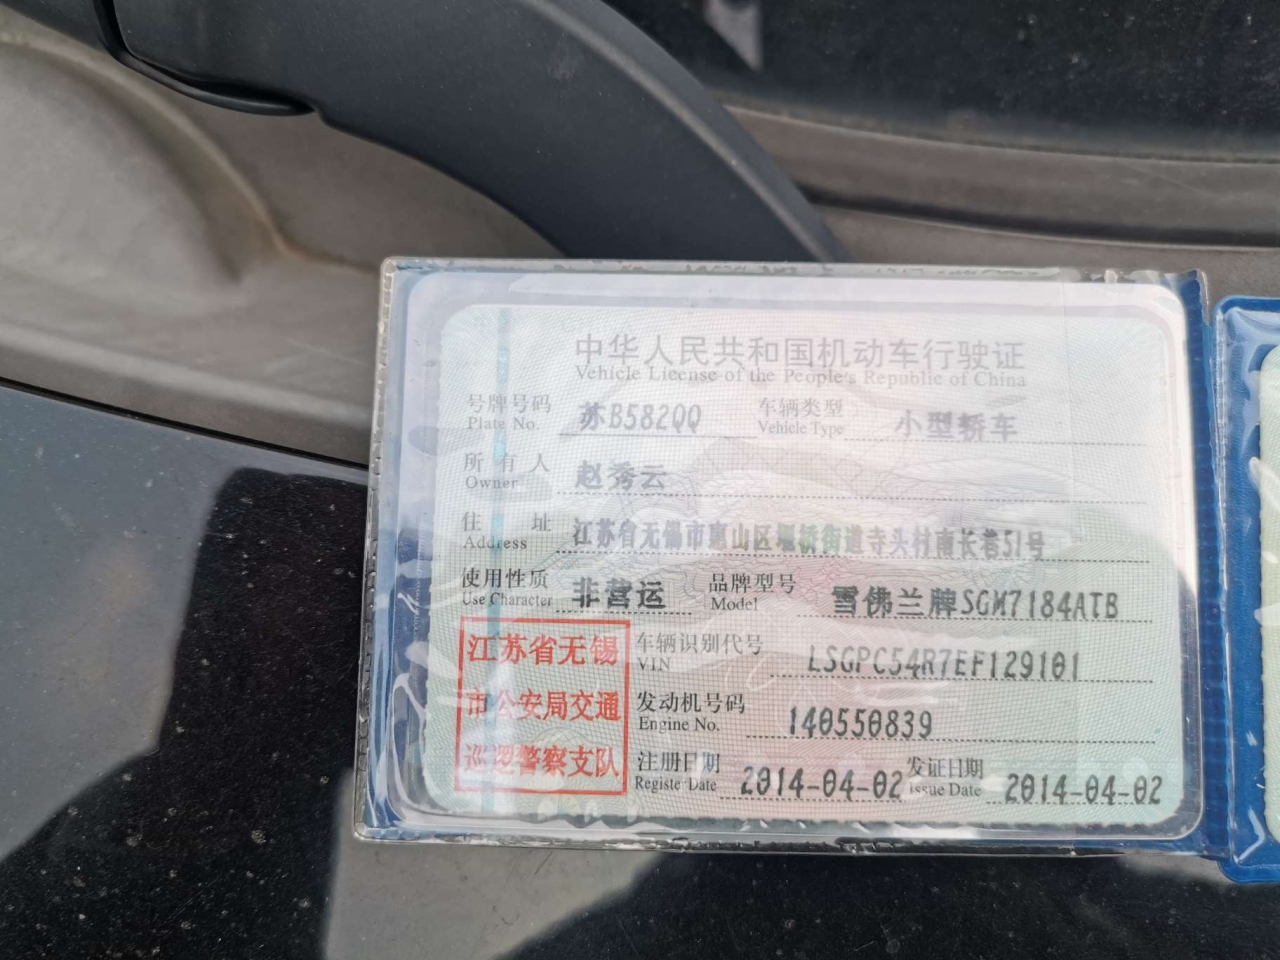 中华人民共和国机动车行驶证
Vehicle License of the People's Republic of China
号牌号码 苏B582QQ 车辆类型 小型轿车
Plate No. Vehicle Type
所有人 赵秀云
Owner
住址 江苏省无锡市惠山区堰桥街道寺头村南长巷51号
Address
使用性质 非营运 品牌型号 雪佛兰牌SGM7184ATB
Use Character Model
江苏省无锡 车辆识别代号 LSGPC54R7EF129101
VIN
市公安局交通 发动机号码 140550839
Engine No.
巡逻警察支队 注册日期 2014-04-02 发证日期 2014-04-02
Registe Date Issue Date